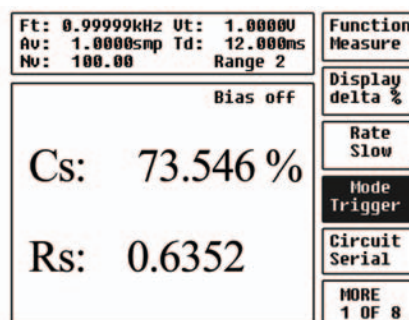 Ft: 0.99999kHz Vt: 1.0000V
Av: 1.0000smp Td: 12.000ms
Nv: 100.00 Range 2
Bias off
Cs: 73.546 %
Rs: 0.6352
Function
Measure
Display
delta %
Rate
Slow
Mode
Trigger
Circuit
Serial
MORE
1 OF 8